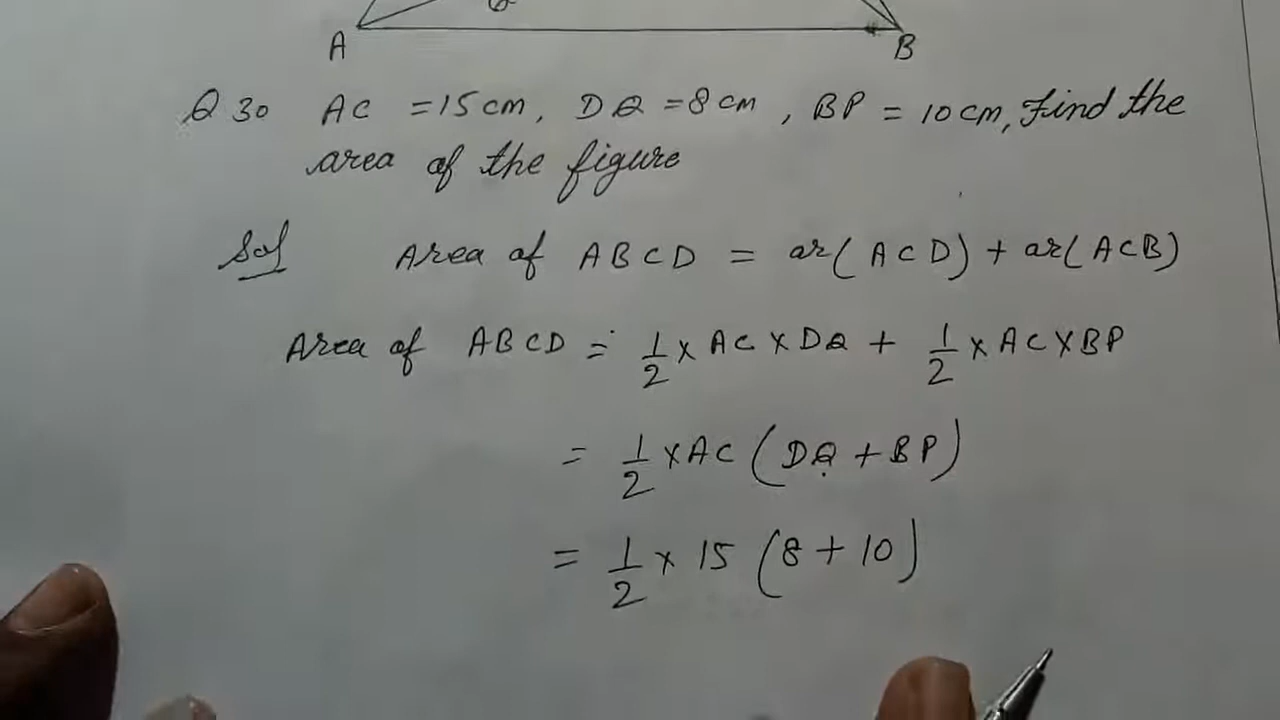 Q
A
B
Q 30 AC = 15 cm, DQ = 8 cm, BP = 10 cm, find the
area of the figure
Sol Area of ABCD = ar(ACD) + ar(ACB)
Area of ABCD = 1/2 × AC × DQ + 1/2 × AC × BP
= 1/2 × AC (DQ + BP)
= 1/2 × 15 (8 + 10)